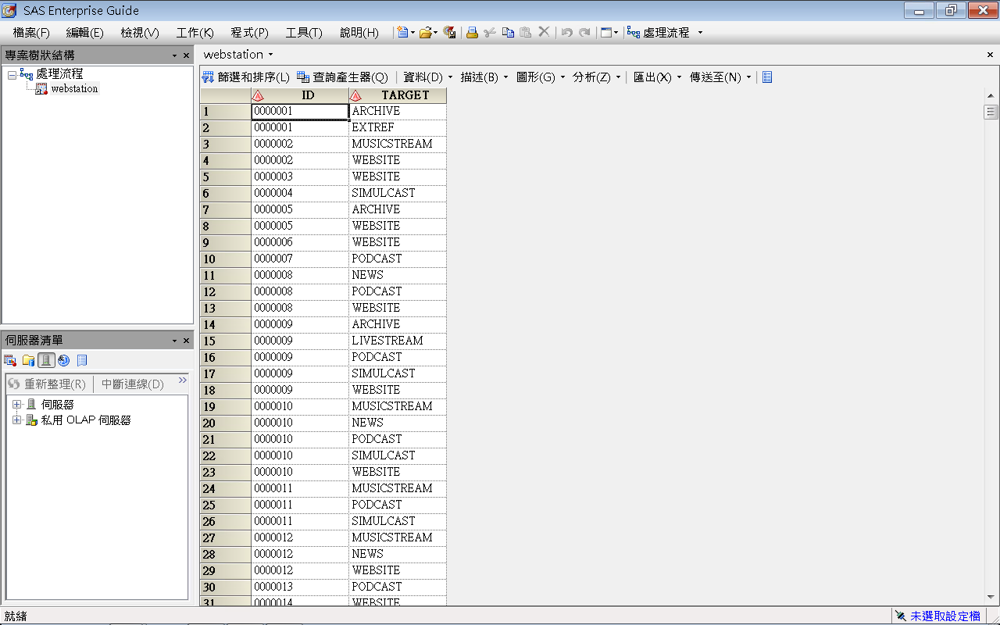 SAS Enterprise Guide
檔案(F) 編輯(E) 檢視(V) 工作(K) 程式(P) 工具(T) 說明(H) 處理流程
專案樹狀結構
處理流程
webstation
伺服器清單
重新整理(R) 中斷連線(D)
伺服器
私用 OLAP 伺服器
webstation
篩選和排序(L) 查詢產生器(Q) 資料(D) 描述(B) 圖形(G) 分析(Z) 匯出(X) 傳送至(N)
ID TARGET
1 0000001 ARCHIVE
2 0000001 EXTREF
3 0000002 MUSICSTREAM
4 0000002 WEBSITE
5 0000003 WEBSITE
6 0000004 SIMULCAST
7 0000005 ARCHIVE
8 0000005 WEBSITE
9 0000006 WEBSITE
10 0000007 PODCAST
11 0000008 NEWS
12 0000008 PODCAST
13 0000008 WEBSITE
14 0000009 ARCHIVE
15 0000009 LIVESTREAM
16 0000009 PODCAST
17 0000009 SIMULCAST
18 0000009 WEBSITE
19 0000010 MUSICSTREAM
20 0000010 NEWS
21 0000010 PODCAST
22 0000010 SIMULCAST
23 0000010 WEBSITE
24 0000011 MUSICSTREAM
25 0000011 PODCAST
26 0000011 SIMULCAST
27 0000012 MUSICSTREAM
28 0000012 NEWS
29 0000012 WEBSITE
30 0000013 PODCAST
31 0000014 WEBSITE
就緒
未選取設定檔